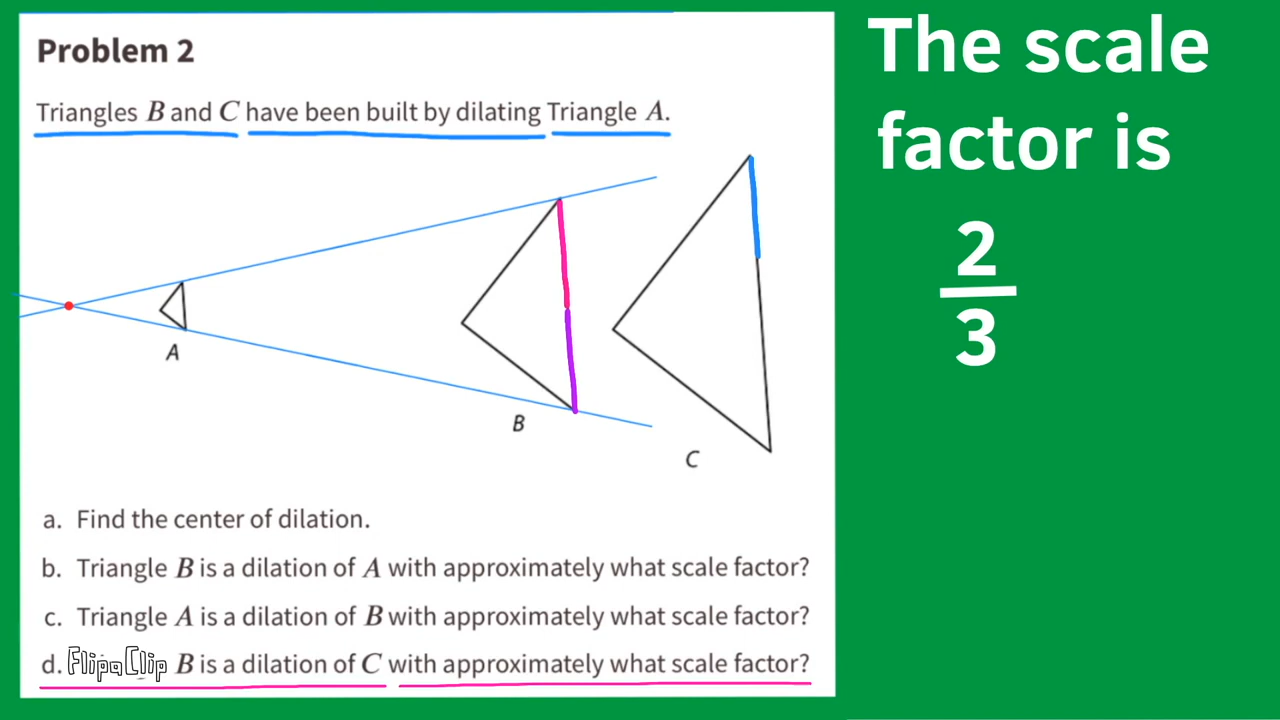 Problem 2
Triangles B and C have been built by dilating Triangle A.
A
B
C
a. Find the center of dilation.
b. Triangle B is a dilation of A with approximately what scale factor?
c. Triangle A is a dilation of B with approximately what scale factor?
d. FlipaClip B is a dilation of C with approximately what scale factor?
The scale
factor is
2
3